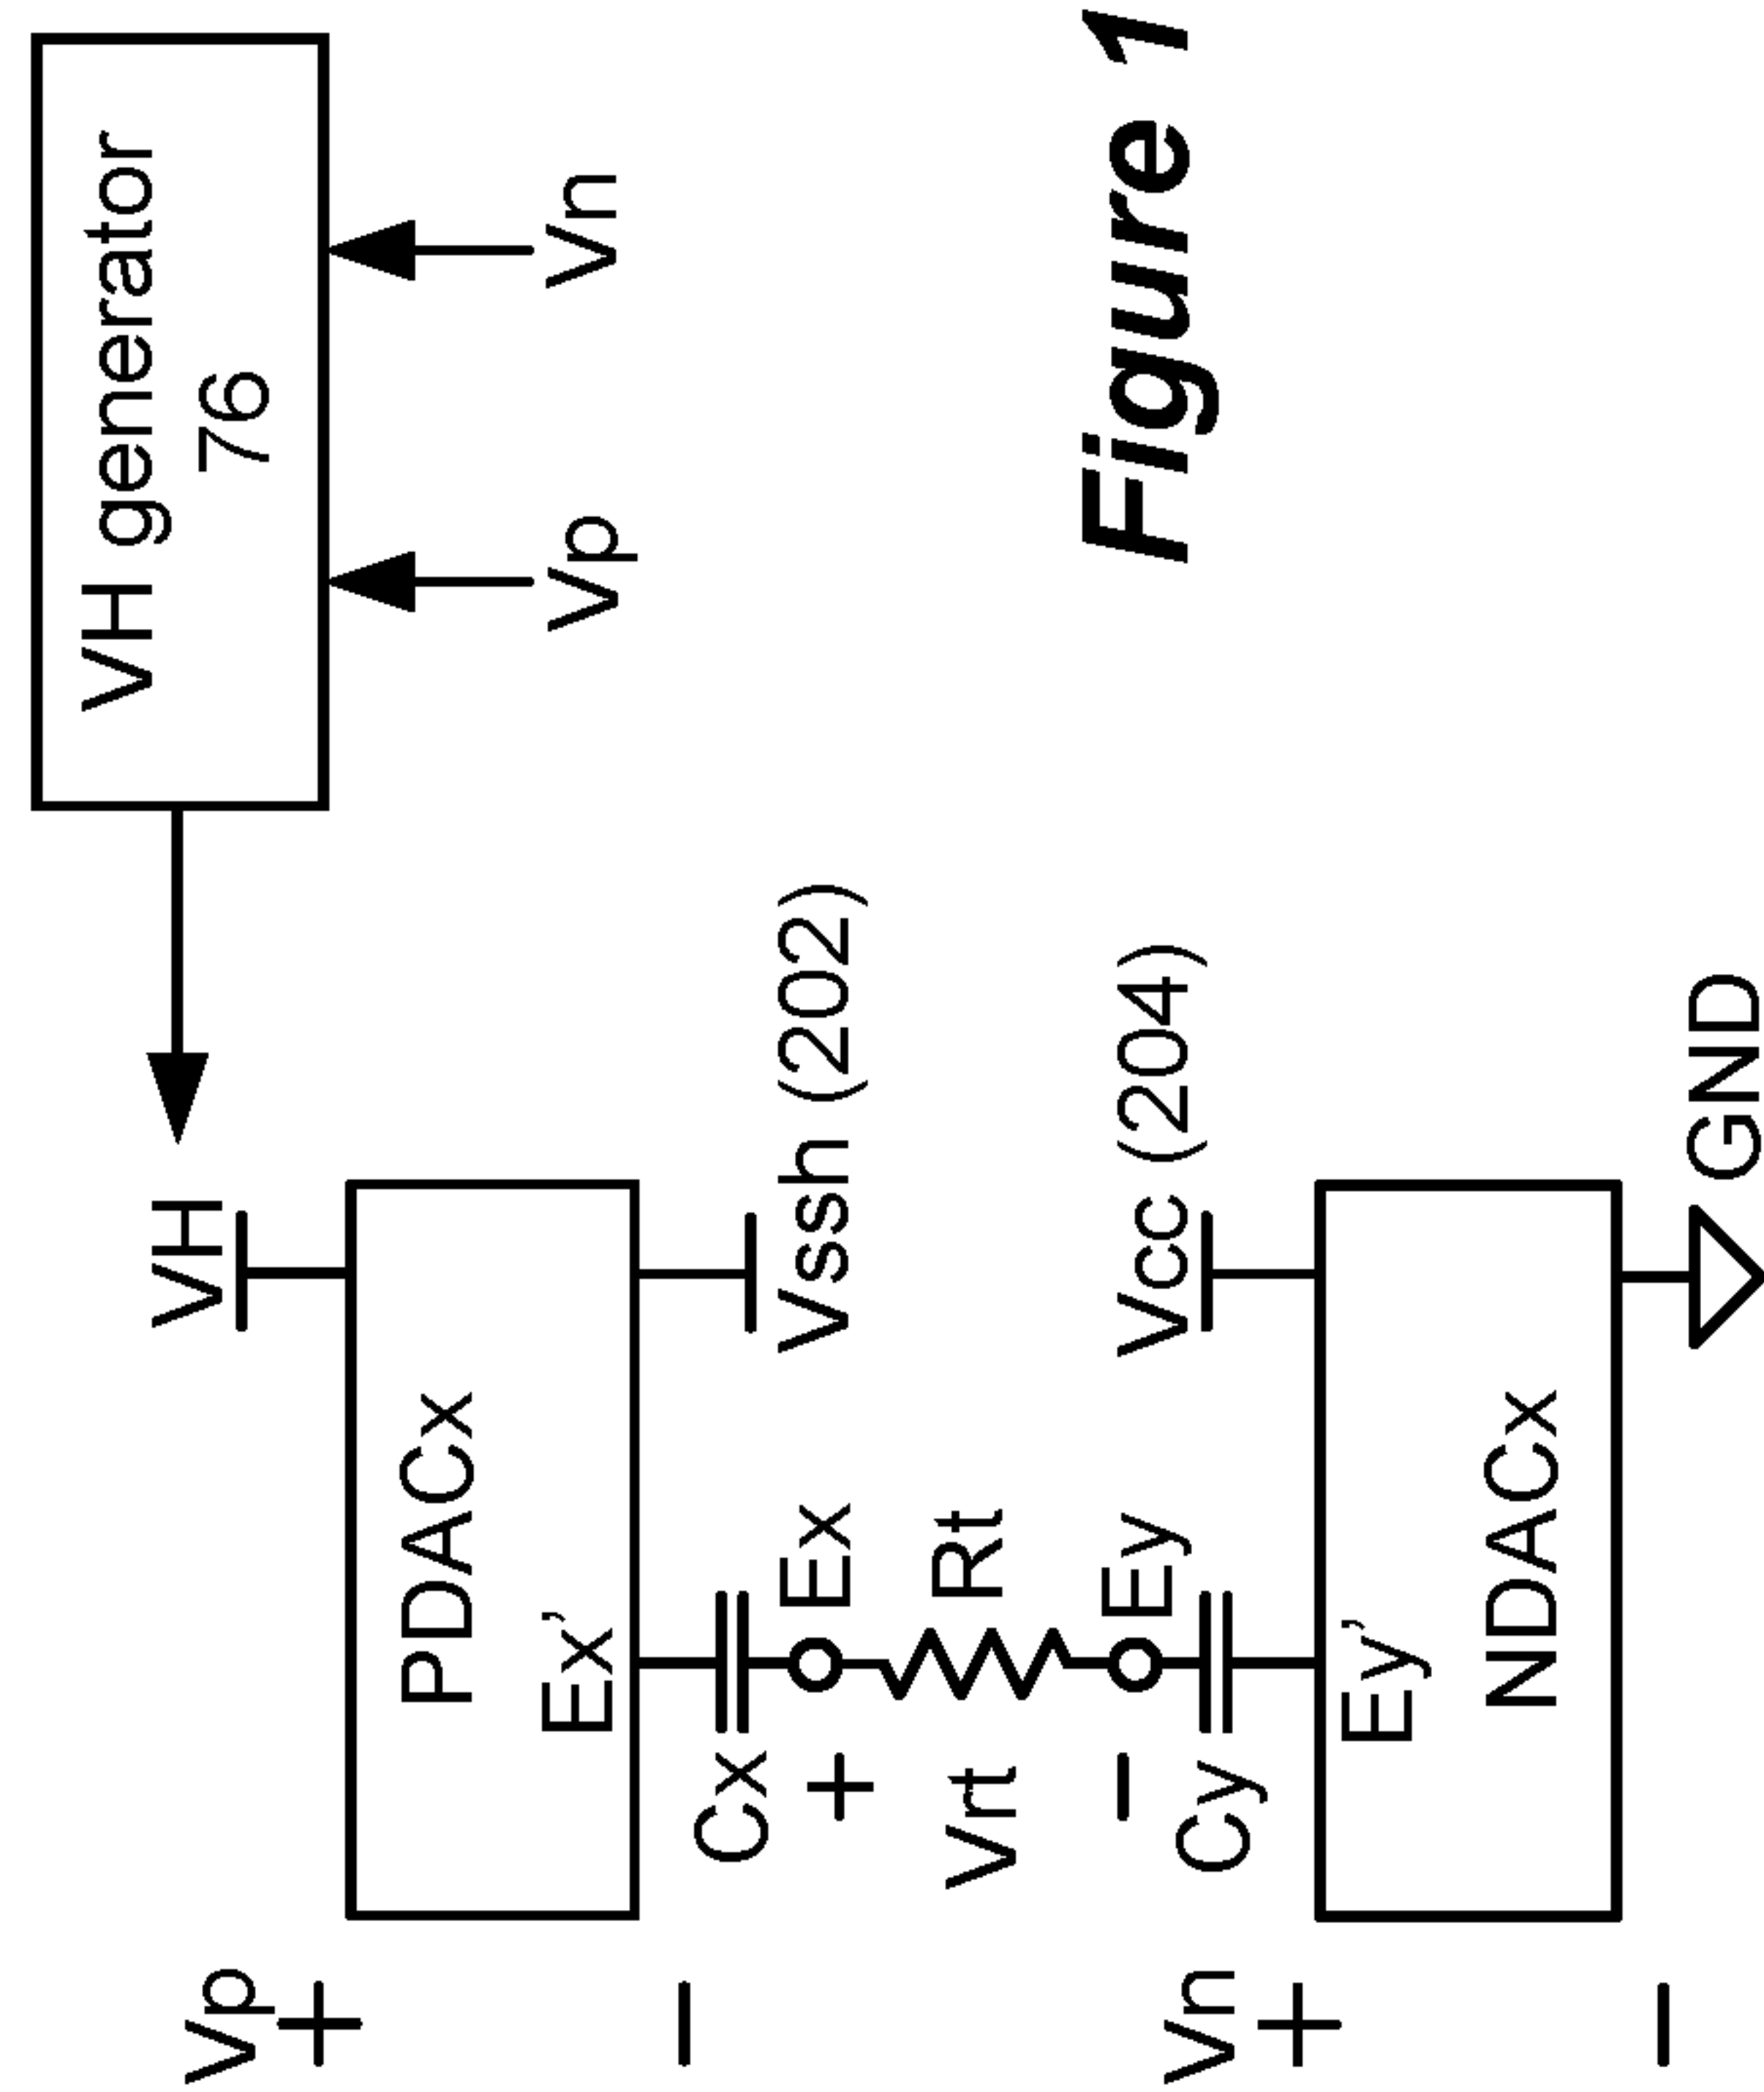 VH generator
76
Vp
Vn
VH
Vp
+
PDACx
Ex’
–
Vssh (202)
Cx
Ex
+
Vrt
Rt
–
Ey
Cy
Vcc (204)
Vn
+
Ey’
NDACx
–
GND
Figure 1